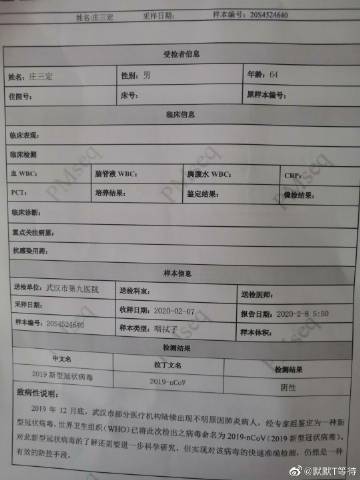 姓名:庄三定 采样日期: 样本编号: 20S4524640
受检者信息
姓名: 庄三定 性别: 男 年龄: 64
住院号: 床号: 原样本编号:
临床信息
临床表现:
临床检测
血 WBC: 脑脊液 WBC: 胸腹水 WBC: CRP:
PCT: 培养结果: 鉴定结果: 镜检结果:
临床诊断:
重点关注病原:
抗感染用药:
样本信息
送检单位: 武汉市第九医院 送检科室: 送检医师:
采样日期: 收样日期: 2020-02-07 报告日期: 2020-2-8 5:50
样本编号: 20S4524640 样本类型: 咽拭子 样本体积:
检测结果
中文名 拉丁文名 检测结果
2019 新型冠状病毒 2019-nCoV 阴性
致病性说明:
2019 年 12 月底, 武汉市部分医疗机构陆续出现不明原因肺炎病人, 经专家组鉴定为一种新
型冠状病毒, 世界卫生组织(WHO)已将此次检出之病毒命名为 2019-nCoV (2019 新型冠状病毒),
对此新型冠状病毒的了解还需要进一步科学研究, 但实现对该病毒的快速准确检测, 仍然是一种
有效的防控手段。
PMseq
PMseq
PMseq
PMseq
@默默T等待